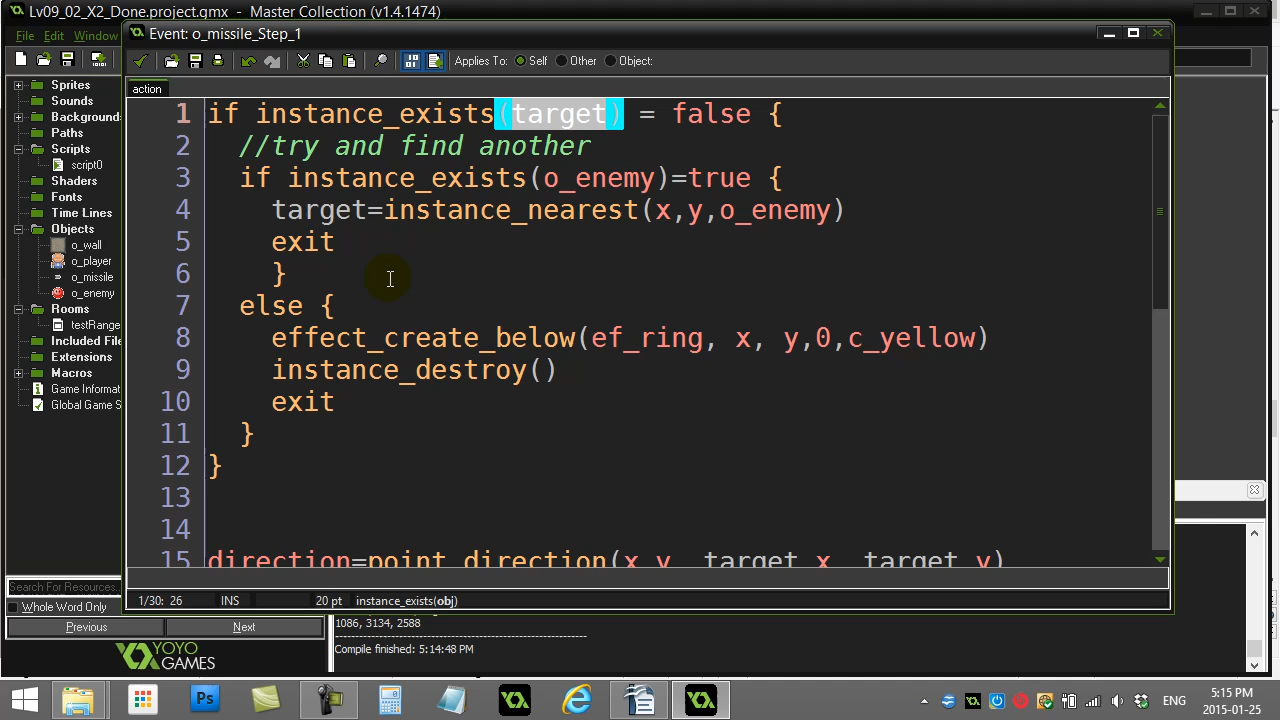 Lv09_02_X2_Done.project.gmx - Master Collection (v1.4.1474)
File Edit Window
Event: o_missile_Step_1
Applies To: Self Other Object:
action
Sprites
Sounds
Background
Paths
Scripts
script0
Shaders
Fonts
Time Lines
Objects
o_wall
o_player
o_missile
o_enemy
Rooms
testRange
Included File
Extensions
Macros
Game Informat
Global Game S
1 if instance_exists(target) = false {
2 //try and find another
3 if instance_exists(o_enemy)=true {
4 target=instance_nearest(x,y,o_enemy)
5 exit
6 }
7 else {
8 effect_create_below(ef_ring, x, y,0,c_yellow)
9 instance_destroy()
10 exit
11 }
12 }
13
14
15 direction=point_direction(x,y, target.x, target.y)
1/30: 26 INS 20 pt instance_exists(obj)
Search For Resources..
Whole Word Only
Previous Next
YOYO
GAMES
1086, 3134, 2588
Compile finished: 5:14:48 PM
ENG
5:15 PM
2015-01-25